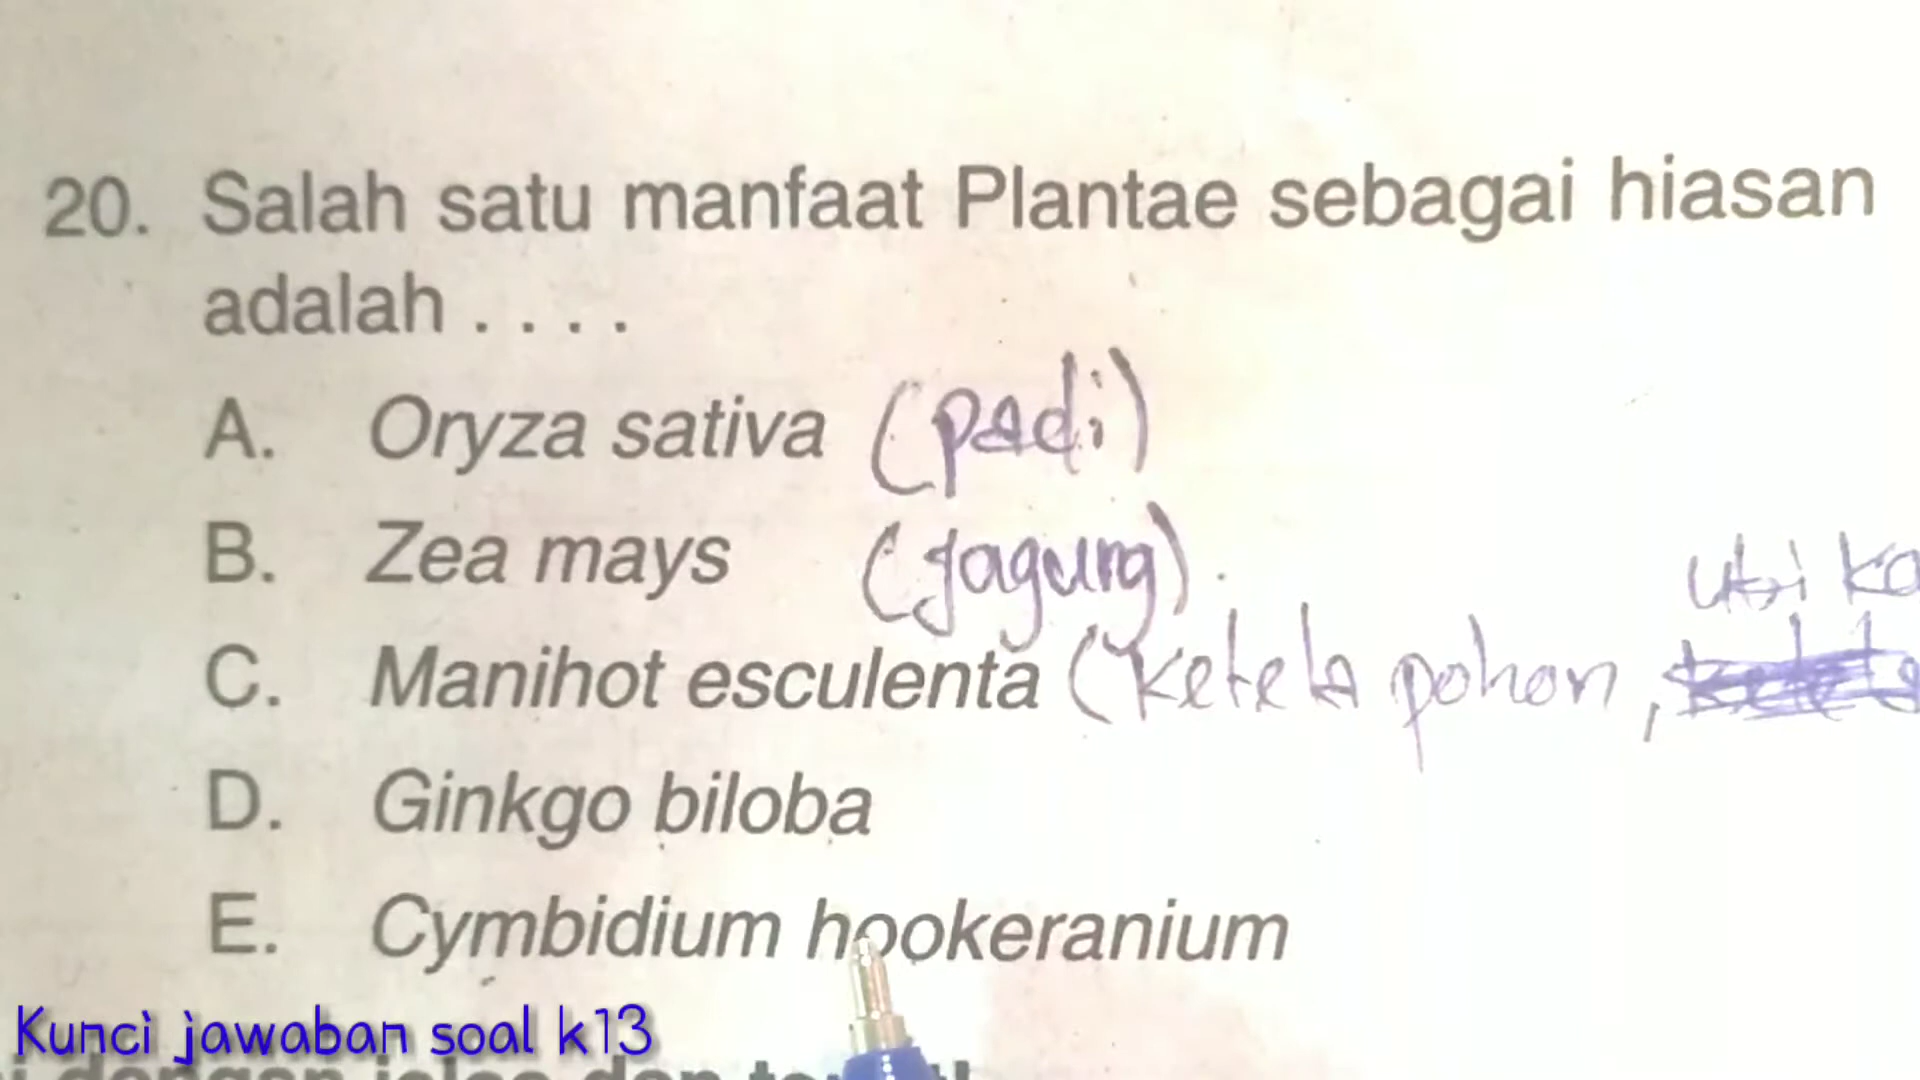 20. Salah satu manfaat Plantae sebagai hiasan
adalah . . . .
A. Oryza sativa (padi)
B. Zea mays (jagung)
ubi
C. Manihot esculenta (ketela pohon,
D. Ginkgo biloba
E. Cymbidium hookeranium
Kunci jawaban soal k13